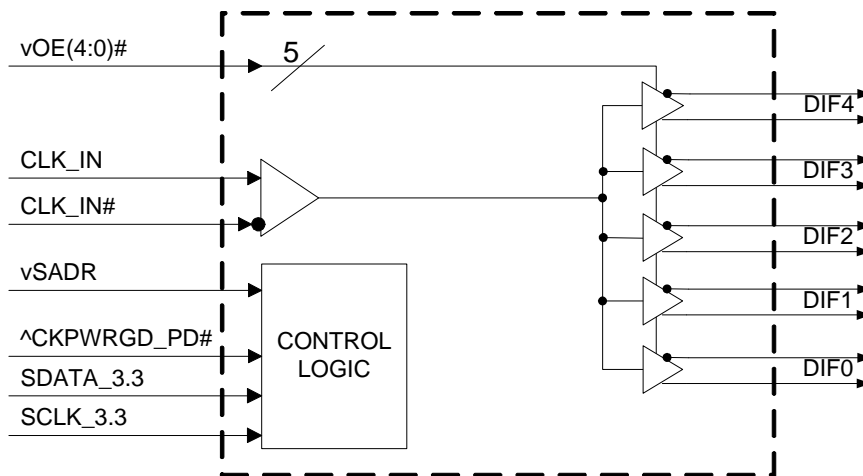 vOE(4:0)#
5
DIF4
CLK_IN
DIF3
CLK_IN#
DIF2
vSADR
DIF1
^CKPWRGD_PD#
CONTROL
LOGIC
SDATA_3.3
DIF0
SCLK_3.3